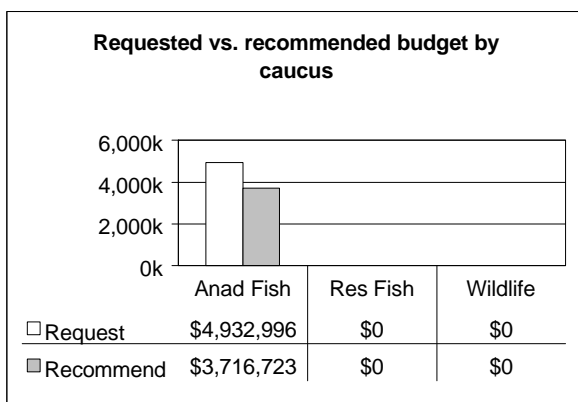 Requested vs. recommended budget by
caucus
6,000k
4,000k
2,000k
0k
Anad Fish Res Fish Wildlife
Request $4,932,996 $0 $0
Recommend $3,716,723 $0 $0